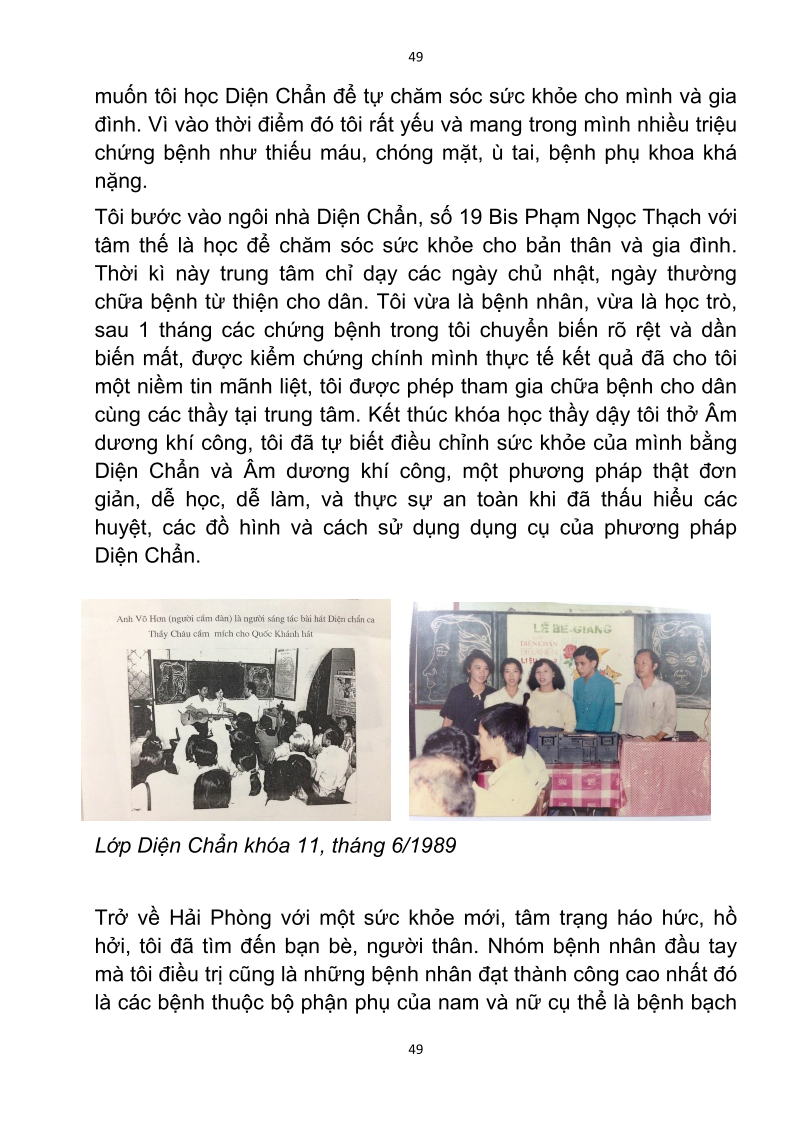 49
muốn tôi học Diện Chẩn để tự chăm sóc sức khỏe cho mình và gia
đình. Vì vào thời điểm đó tôi rất yếu và mang trong mình nhiều triệu
chứng bệnh như thiếu máu, chóng mặt, ù tai, bệnh phụ khoa khá
nặng.
Tôi bước vào ngôi nhà Diện Chẩn, số 19 Bis Phạm Ngọc Thạch với
tâm thế là học để chăm sóc sức khỏe cho bản thân và gia đình.
Thời kì này trung tâm chỉ dạy các ngày chủ nhật, ngày thường
chữa bệnh từ thiện cho dân. Tôi vừa là bệnh nhân, vừa là học trò,
sau 1 tháng các chứng bệnh trong tôi chuyển biến rõ rệt và dần
biến mất, được kiểm chứng chính mình thực tế kết quả đã cho tôi
một niềm tin mãnh liệt, tôi được phép tham gia chữa bệnh cho dân
cùng các thầy tại trung tâm. Kết thúc khóa học thầy dậy tôi thở Âm
dương khí công, tôi đã tự biết điều chỉnh sức khỏe của mình bằng
Diện Chẩn và Âm dương khí công, một phương pháp thật đơn
giản, dễ học, dễ làm, và thực sự an toàn khi đã thấu hiểu các
huyệt, các đồ hình và cách sử dụng dụng cụ của phương pháp
Diện Chẩn.
Anh Võ Hơn (người cầm đàn) là người sáng tác bài hát Diện chẩn ca
Thầy Châu cầm mích cho Quốc Khánh hát
LỄ BẾ GIẢNG
DIỆN CHẨN
Lớp Diện Chẩn khóa 11, tháng 6/1989
Trở về Hải Phòng với một sức khỏe mới, tâm trạng háo hức, hồ
hởi, tôi đã tìm đến bạn bè, người thân. Nhóm bệnh nhân đầu tay
mà tôi điều trị cũng là những bệnh nhân đạt thành công cao nhất đó
là các bệnh thuộc bộ phận phụ của nam và nữ cụ thể là bệnh bạch
49